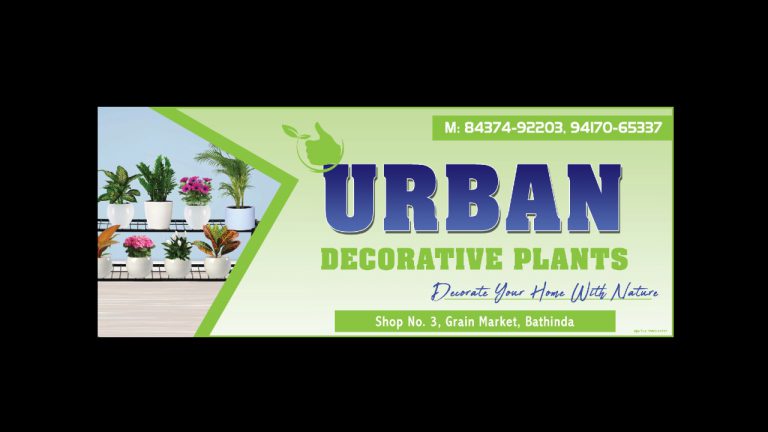 M: 84374-92203, 94170-65337
URBAN
DECORATIVE PLANTS
Decorate Your Home With Nature
Shop No. 3, Grain Market, Bathinda